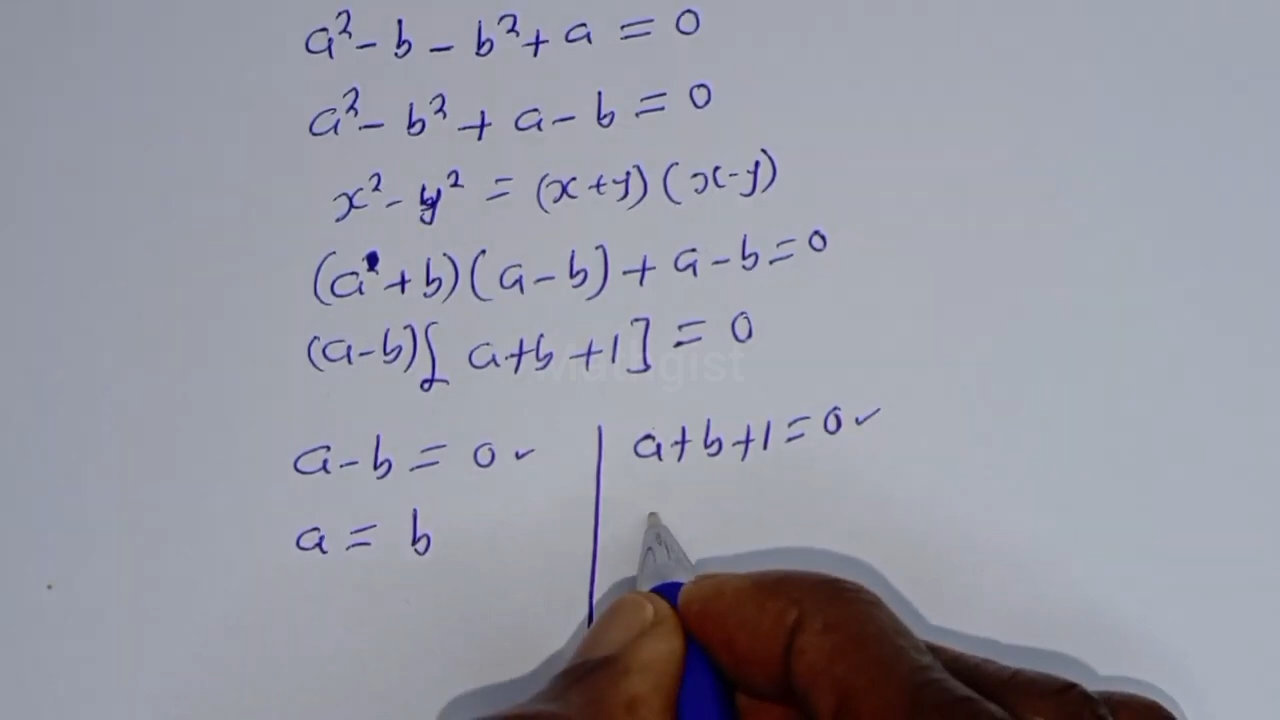 a² - b - b² + a = 0
a² - b² + a - b = 0
x² - y² = (x+y)(x-y)
(a + b)(a - b) + a - b = 0
(a-b)[a+b+1] = 0
a - b = 0 ✓
a = b
a+b+1=0 ✓